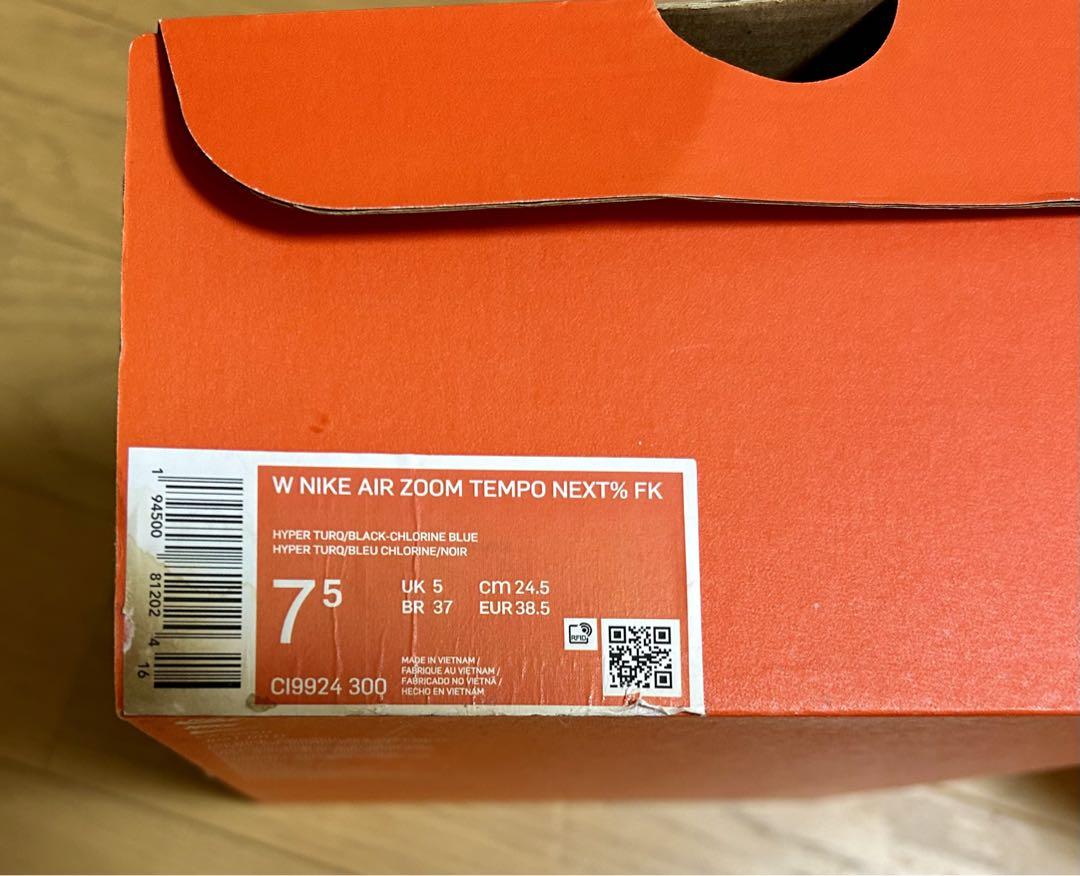 W NIKE AIR ZOOM TEMPO NEXT% FK
HYPER TURQ/BLACK-CHLORINE BLUE
HYPER TURQ/BLEU CHLORINE/NOIR
7 5
UK 5 cm 24.5
BR 37 EUR 38.5
RFID
MADE IN VIETNAM /
FABRIQUE AU VIETNAM /
FABRICADO NO VIETNÃ /
HECHO EN VIETNÁM
CI9924 300
1 94500 81202 4 16